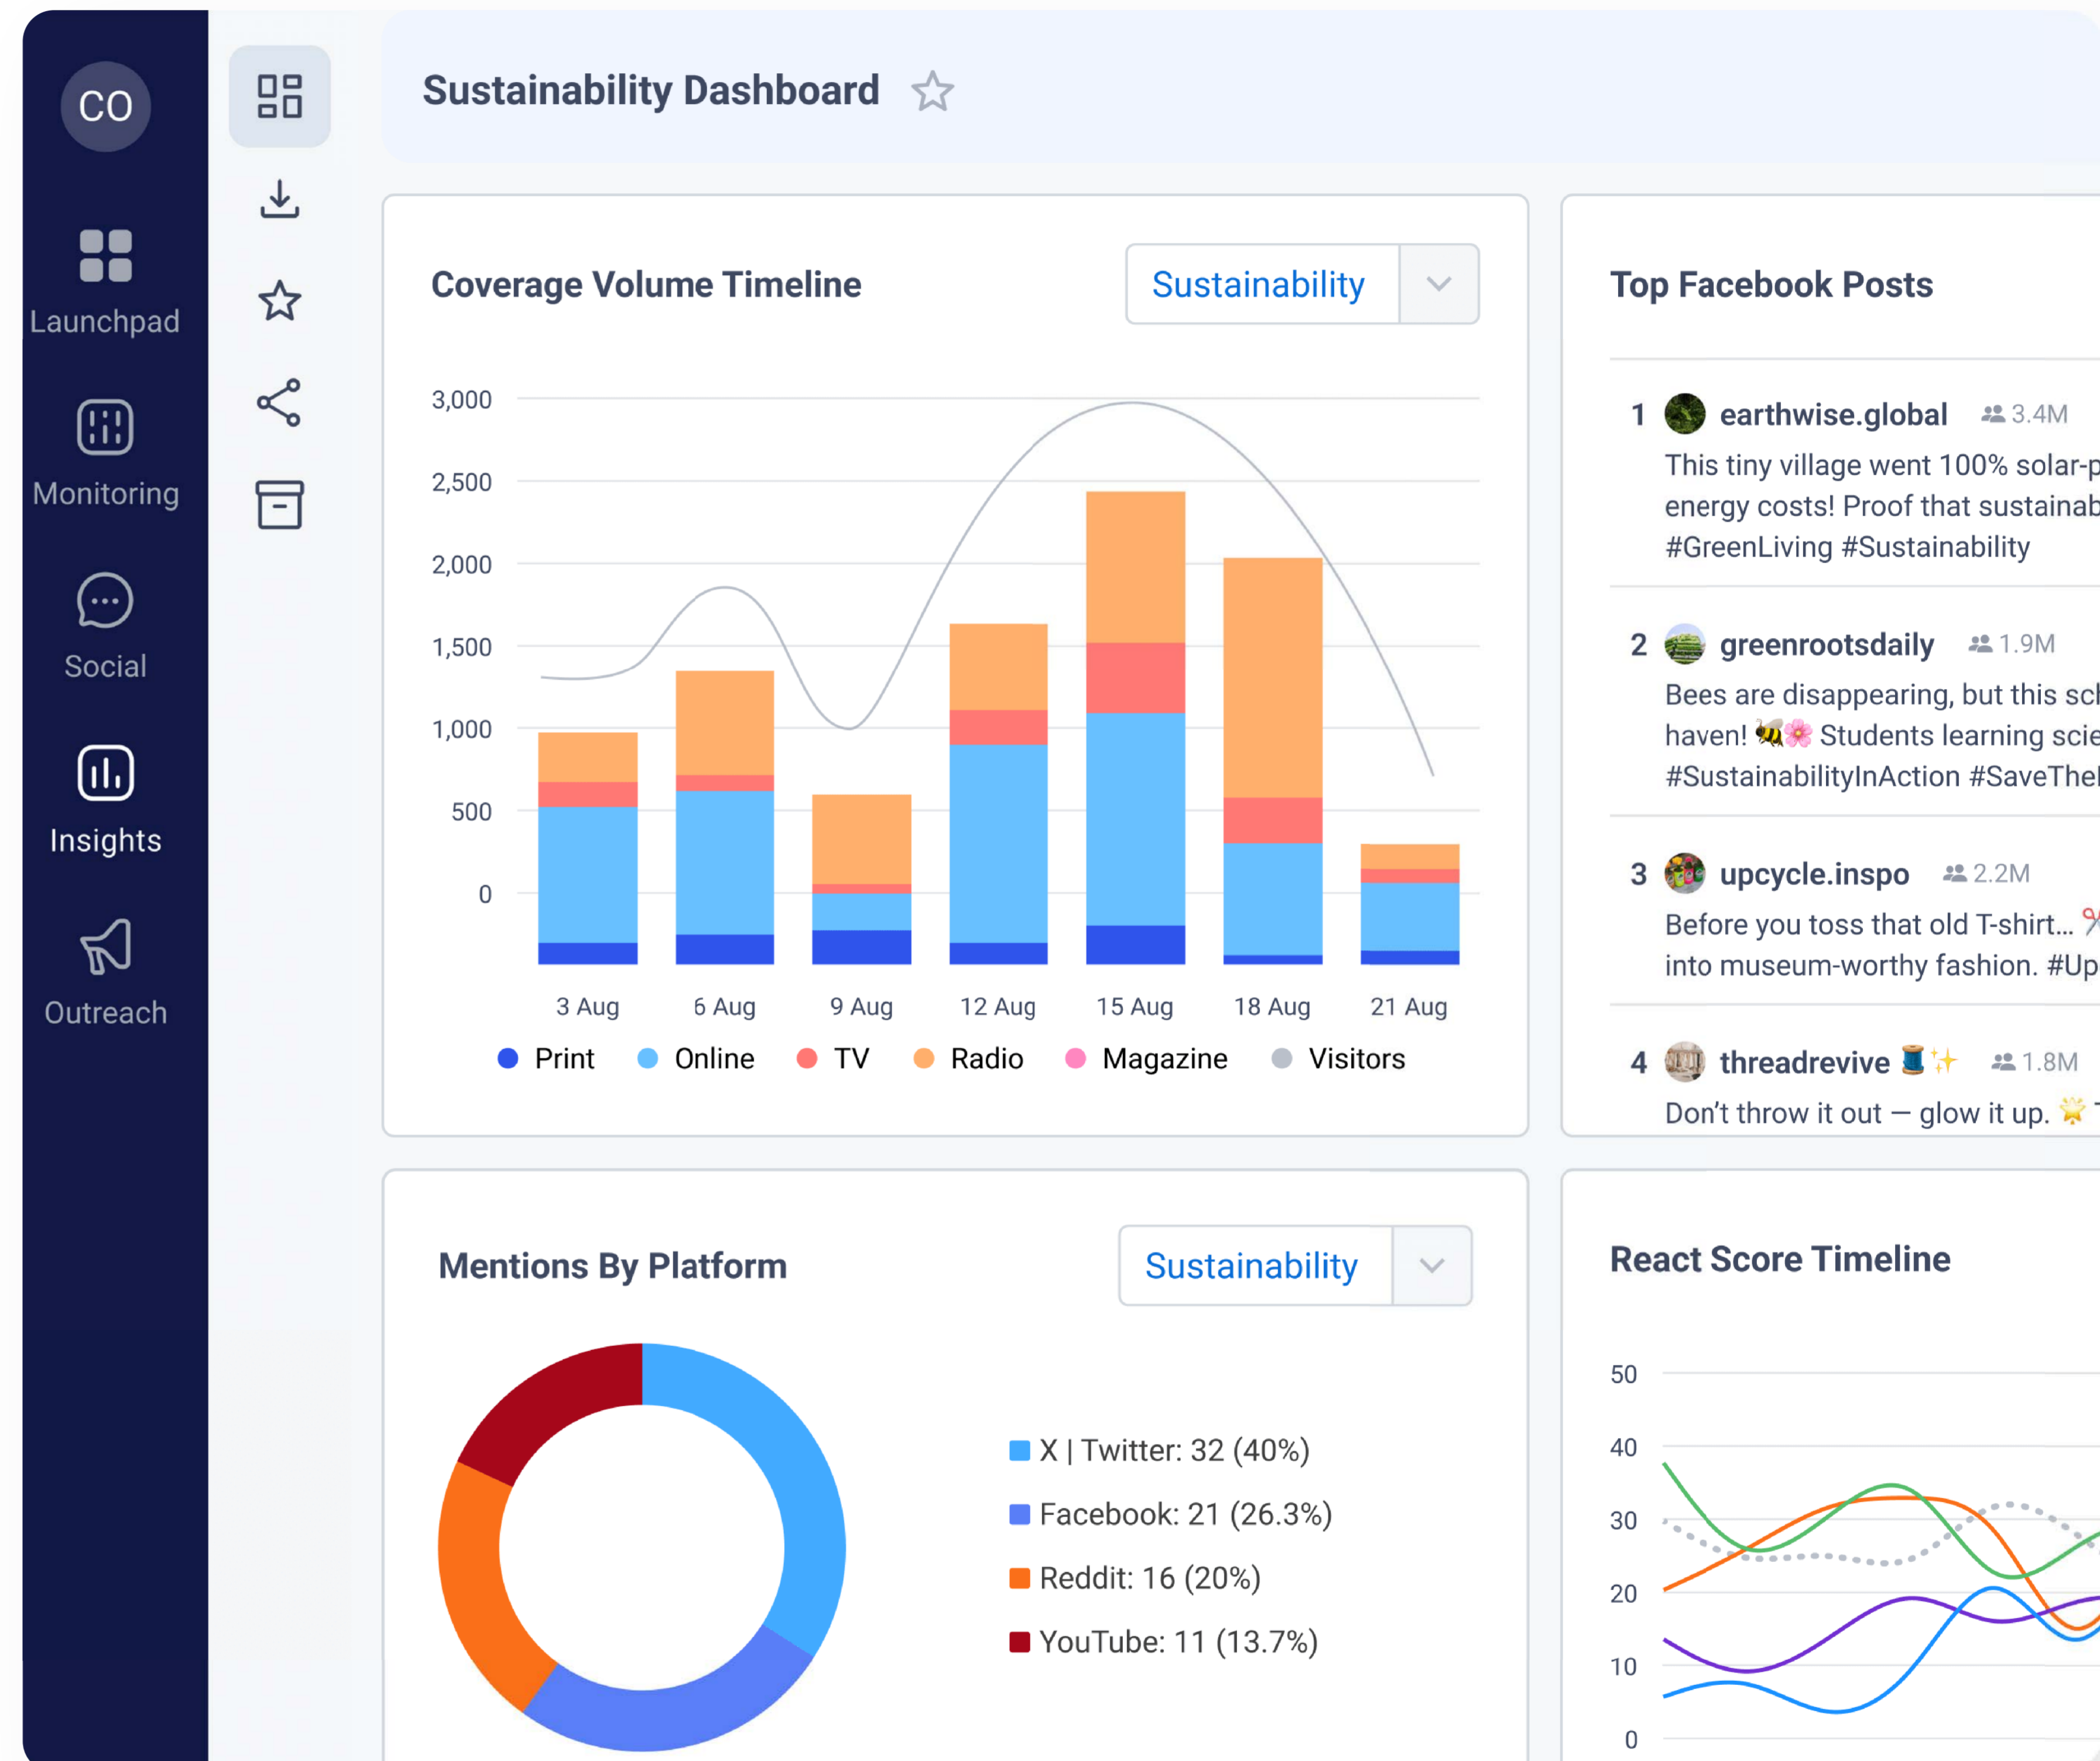 CO
Launchpad
Monitoring
Social
Insights
Outreach
Sustainability Dashboard
Coverage Volume Timeline
Sustainability
3,000
2,500
2,000
1,500
1,000
500
0
3 Aug 6 Aug 9 Aug 12 Aug 15 Aug 18 Aug 21 Aug
Print Online TV Radio Magazine Visitors
Top Facebook Posts
1 earthwise.global 3.4M
This tiny village went 100% solar-p
energy costs! Proof that sustainab
#GreenLiving #Sustainability
2 greenrootsdaily 1.9M
Bees are disappearing, but this sch
haven! 🐝🌸 Students learning scie
#SustainabilityInAction #SaveThe
3 upcycle.inspo 2.2M
Before you toss that old T-shirt... ✂️
into museum-worthy fashion. #Up
4 threadrevive 🧵✨ 1.8M
Don't throw it out — glow it up. 🌟
Mentions By Platform
Sustainability
X | Twitter: 32 (40%)
Facebook: 21 (26.3%)
Reddit: 16 (20%)
YouTube: 11 (13.7%)
React Score Timeline
50
40
30
20
10
0